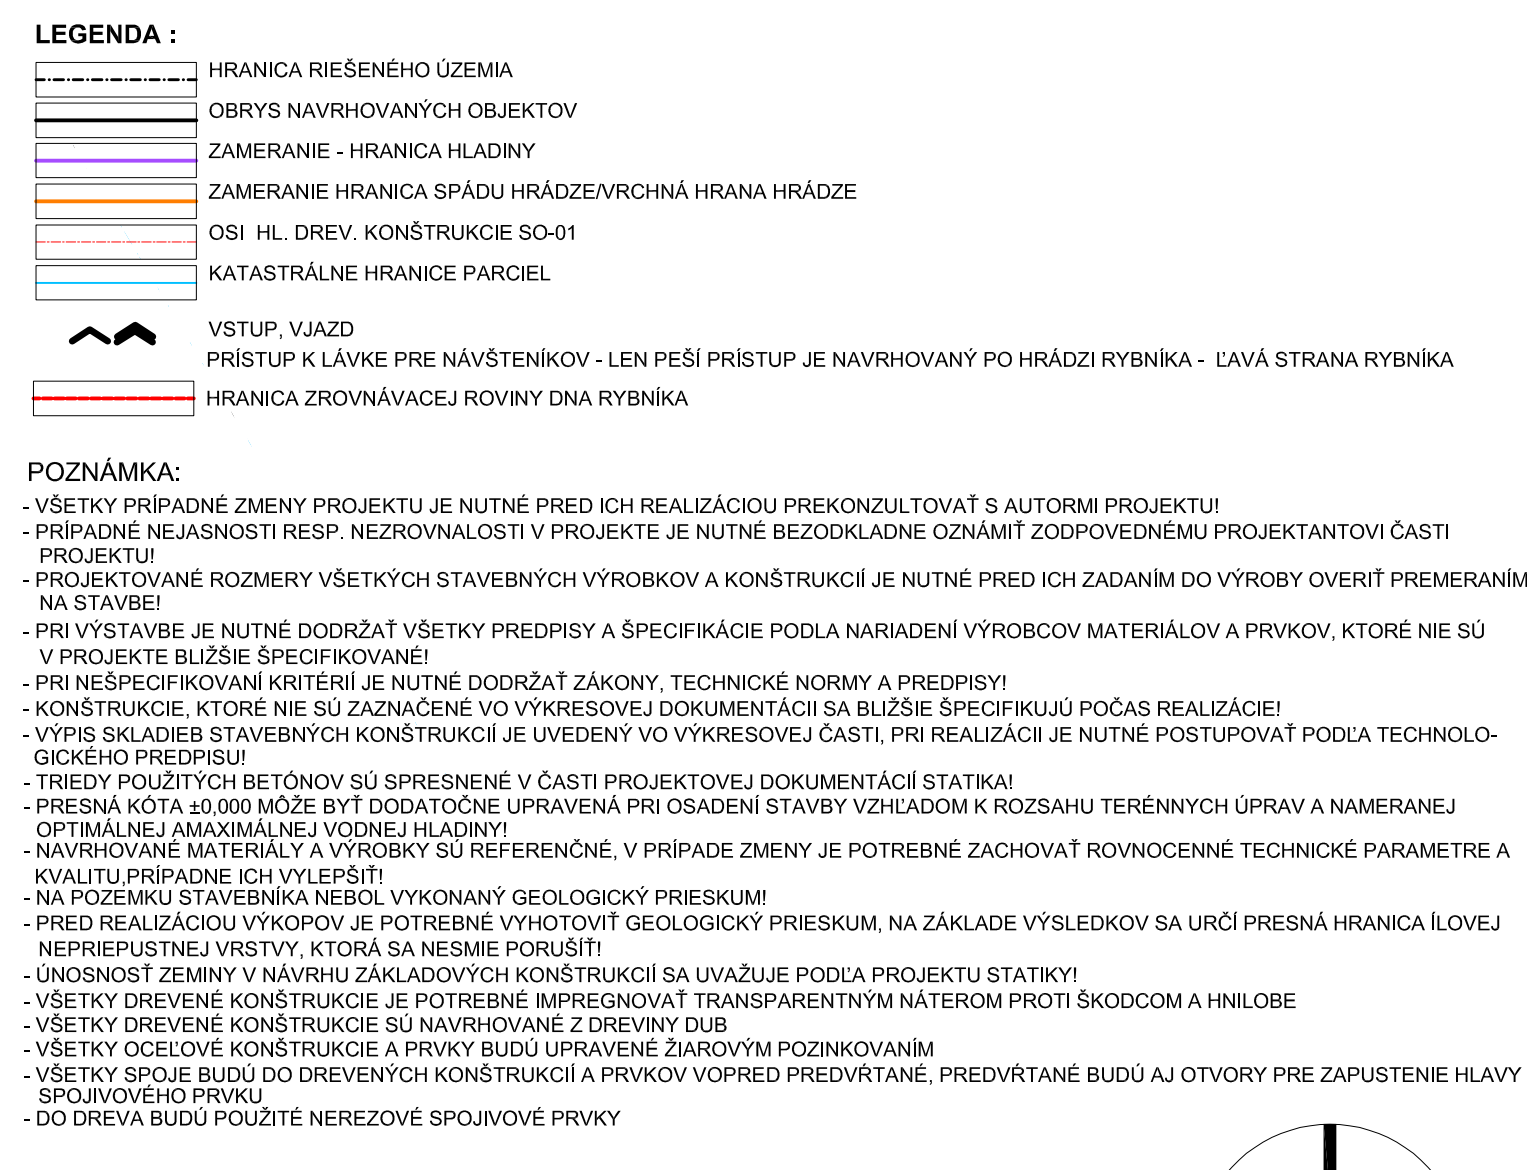 LEGENDA :
HRANICA RIEŠENÉHO ÚZEMIA
OBRYS NAVRHOVANÝCH OBJEKTOV
ZAMERANIE - HRANICA HLADINY
ZAMERANIE HRANICA SPÁDU HRÁDZE/VRCHNÁ HRANA HRÁDZE
OSI HL. DREV. KONŠTRUKCIE SO-01
KATASTRÁLNE HRANICE PARCIEL
VSTUP, VJAZD
PRÍSTUP K LÁVKE PRE NÁVŠTENÍKOV - LEN PEŠÍ PRÍSTUP JE NAVRHOVANÝ PO HRÁDZI RYBNÍKA - ĽAVÁ STRANA RYBNÍKA
HRANICA ZROVNÁVACEJ ROVINY DNA RYBNÍKA
POZNÁMKA:
- VŠETKY PRÍPADNÉ ZMENY PROJEKTU JE NUTNÉ PRED ICH REALIZÁCIOU PREKONZULTOVAŤ S AUTORMI PROJEKTU!
- PRÍPADNÉ NEJASNOSTI RESP. NEZROVNALOSTI V PROJEKTE JE NUTNÉ BEZODKLADNE OZNÁMIŤ ZODPOVEDNÉMU PROJEKTANTOVI ČASTI
PROJEKTU!
- PROJEKTOVANÉ ROZMERY VŠETKÝCH STAVEBNÝCH VÝROBKOV A KONŠTRUKCIÍ JE NUTNÉ PRED ICH ZADANÍM DO VÝROBY OVERIŤ PREMERANÍM
NA STAVBE!
- PRI VÝSTAVBE JE NUTNÉ DODRŽAŤ VŠETKY PREDPISY A ŠPECIFIKÁCIE PODLA NARIADENÍ VÝROBCOV MATERIÁLOV A PRVKOV, KTORÉ NIE SÚ
V PROJEKTE BLIŽŠIE ŠPECIFIKOVANÉ!
- PRI NEŠPECIFIKOVANÍ KRITÉRIÍ JE NUTNÉ DODRŽAŤ ZÁKONY, TECHNICKÉ NORMY A PREDPISY!
- KONŠTRUKCIE, KTORÉ NIE SÚ ZAZNAČENÉ VO VÝKRESOVEJ DOKUMENTÁCII SA BLIŽŠIE ŠPECIFIKUJÚ POČAS REALIZÁCIE!
- VÝPIS SKLADIEB STAVEBNÝCH KONŠTRUKCIÍ JE UVEDENÝ VO VÝKRESOVEJ ČASTI, PRI REALIZÁCII JE NUTNÉ POSTUPOVAŤ PODĽA TECHNOLO-
GICKÉHO PREDPISU!
- TRIEDY POUŽITÝCH BETÓNOV SÚ SPRESNENÉ V ČASTI PROJEKTOVEJ DOKUMENTÁCIÍ STATIKA!
- PRESNÁ KÓTA ±0,000 MÔŽE BYŤ DODATOČNE UPRAVENÁ PRI OSADENÍ STAVBY VZHĽADOM K ROZSAHU TERÉNNYCH ÚPRAV A NAMERANEJ
OPTIMÁLNEJ AMAXIMÁLNEJ VODNEJ HLADINY!
- NAVRHOVANÉ MATERIÁLY A VÝROBKY SÚ REFERENČNÉ, V PRÍPADE ZMENY JE POTREBNÉ ZACHOVAŤ ROVNOCENNÉ TECHNICKÉ PARAMETRE A
KVALITU,PRÍPADNE ICH VYLEPŠIŤ!
- NA POZEMKU STAVEBNÍKA NEBOL VYKONANÝ GEOLOGICKÝ PRIESKUM!
- PRED REALIZÁCIOU VÝKOPOV JE POTREBNÉ VYHOTOVIŤ GEOLOGICKÝ PRIESKUM, NA ZÁKLADE VÝSLEDKOV SA URČÍ PRESNÁ HRANICA ÍLOVEJ
NEPRIEPUSTNEJ VRSTVY, KTORÁ SA NESMIE PORUŠÍŤ!
- ÚNOSNOSŤ ZEMINY V NÁVRHU ZÁKLADOVÝCH KONŠTRUKCIÍ SA UVAŽUJE PODĽA PROJEKTU STATIKY!
- VŠETKY DREVENÉ KONŠTRUKCIE JE POTREBNÉ IMPREGNOVAŤ TRANSPARENTNÝM NÁTEROM PROTI ŠKODCOM A HNILOBE
- VŠETKY DREVENÉ KONŠTRUKCIE SÚ NAVRHOVANÉ Z DREVINY DUB
- VŠETKY OCEĽOVÉ KONŠTRUKCIE A PRVKY BUDÚ UPRAVENÉ ŽIAROVÝM POZINKOVANÍM
- VŠETKY SPOJE BUDÚ DO DREVENÝCH KONŠTRUKCIÍ A PRVKOV VOPRED PREDVŔTANÉ, PREDVŔTANÉ BUDÚ AJ OTVORY PRE ZAPUSTENIE HLAVY
SPOJIVOVÉHO PRVKU
- DO DREVA BUDÚ POUŽITÉ NEREZOVÉ SPOJIVOVÉ PRVKY